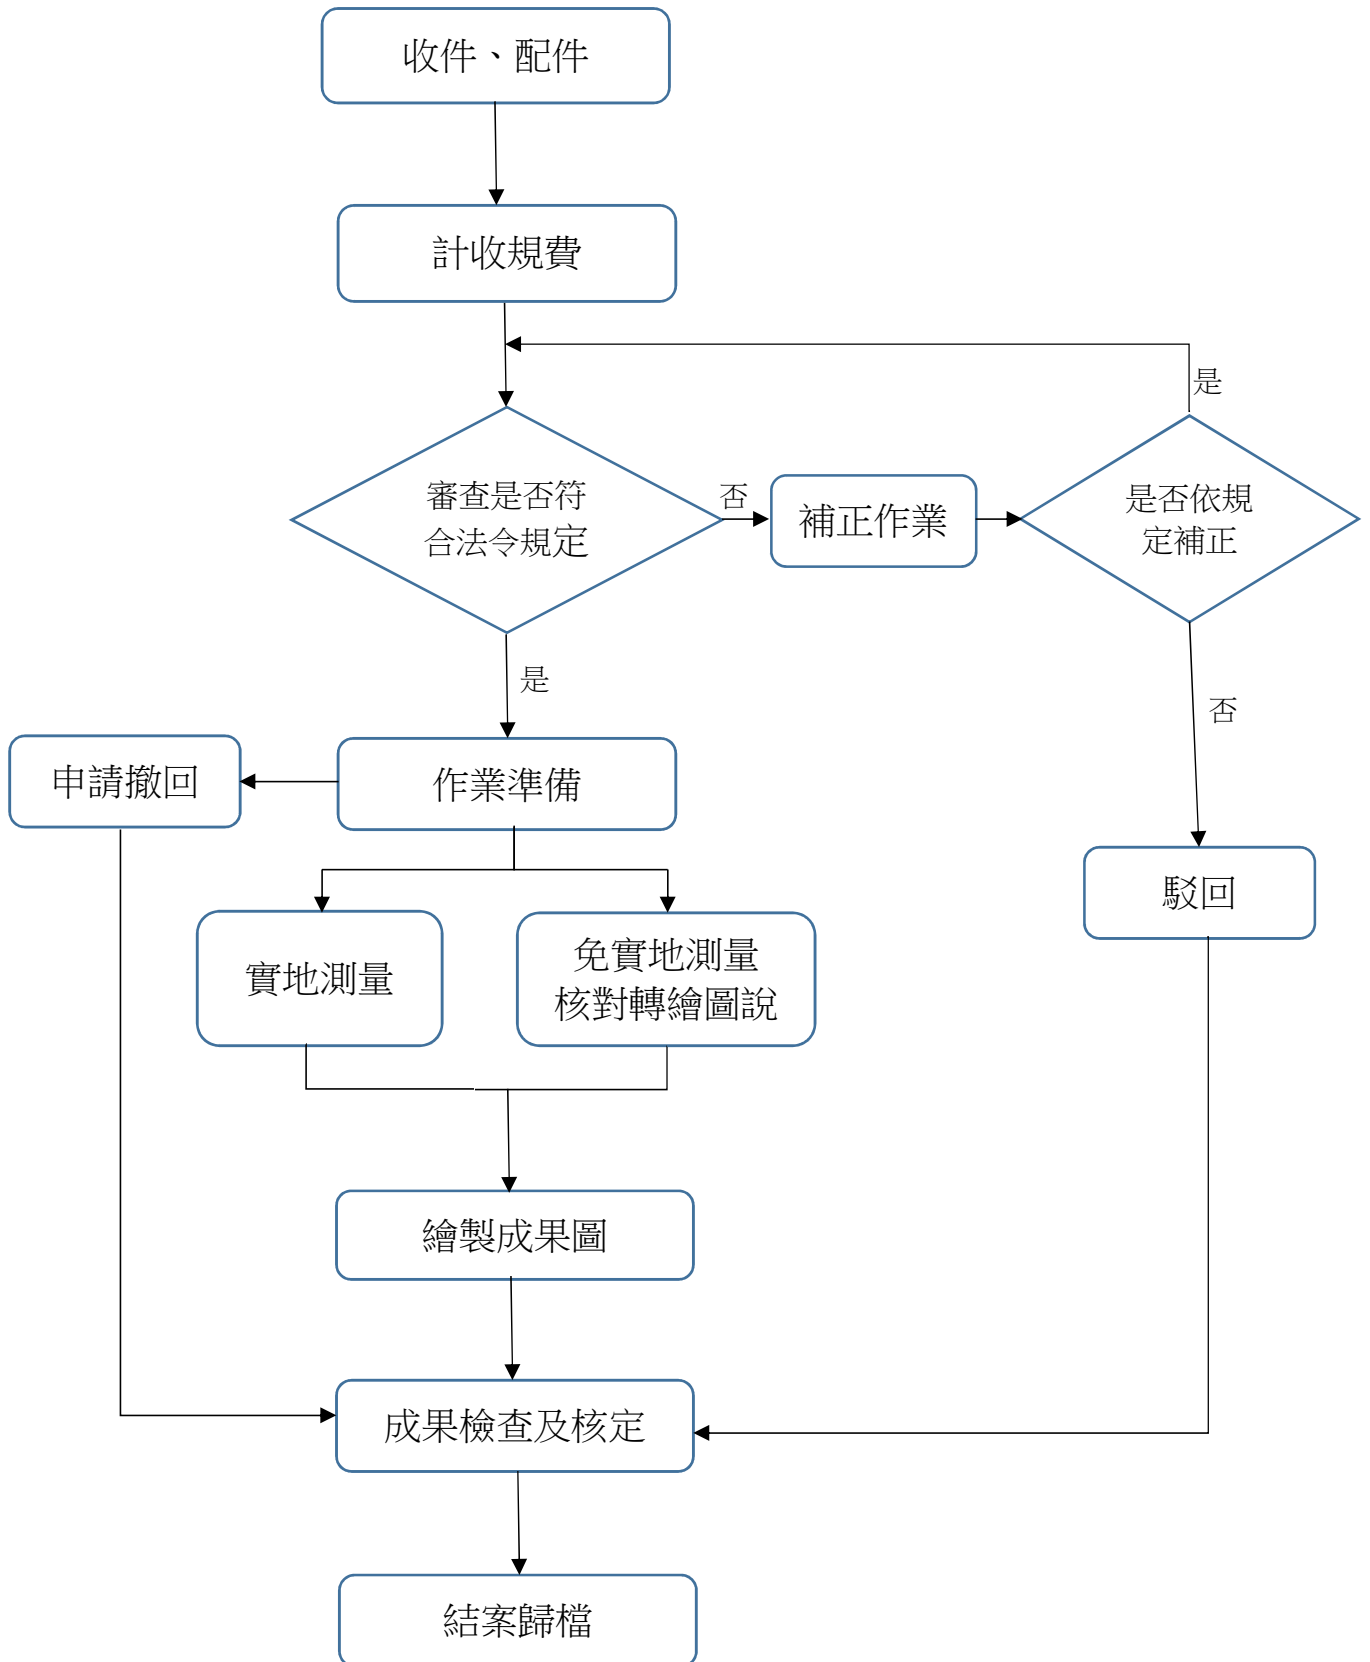 收件、配件
計收規費
是
審查是否符
合法令規定
否
補正作業
是否依規
定補正
是
否
申請撤回
作業準備
駁回
實地測量
免實地測量
核對轉繪圖說
繪製成果圖
成果檢查及核定
結案歸檔